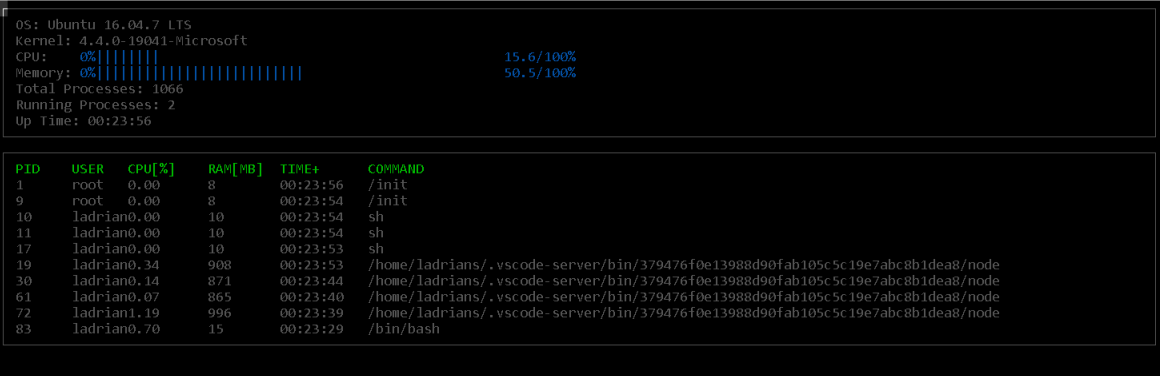 OS: Ubuntu 16.04.7 LTS
Kernel: 4.4.0-19041-Microsoft
CPU: 0%|||||||| 15.6/100%
Memory: 0%|||||||||||||||||||||||||| 50.5/100%
Total Processes: 1066
Running Processes: 2
Up Time: 00:23:56
PID USER CPU[%] RAM[MB] TIME+ COMMAND
1 root 0.00 8 00:23:56 /init
9 root 0.00 8 00:23:54 /init
10 ladrian0.00 10 00:23:54 sh
11 ladrian0.00 10 00:23:54 sh
17 ladrian0.00 10 00:23:53 sh
19 ladrian0.34 908 00:23:53 /home/ladrians/.vscode-server/bin/379476f0e13988d90fab105c5c19e7abc8b1dea8/node
30 ladrian0.14 871 00:23:44 /home/ladrians/.vscode-server/bin/379476f0e13988d90fab105c5c19e7abc8b1dea8/node
61 ladrian0.07 865 00:23:40 /home/ladrians/.vscode-server/bin/379476f0e13988d90fab105c5c19e7abc8b1dea8/node
72 ladrian1.19 996 00:23:39 /home/ladrians/.vscode-server/bin/379476f0e13988d90fab105c5c19e7abc8b1dea8/node
83 ladrian0.70 15 00:23:29 /bin/bash